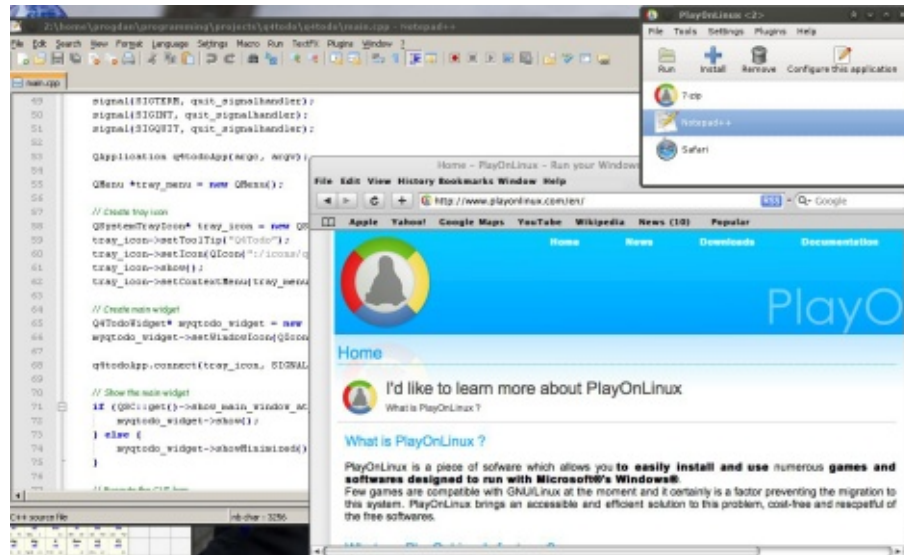 Z:\home\progdan\programming\projects\q4todo\q4todo\main.cpp - Notepad++
File Edit Search View Format Language Settings Macro Run TextFX Plugins Window ?
main.cpp
49 signal(SIGTERM, quit_signalhandler);
50 signal(SIGINT, quit_signalhandler);
51 signal(SIGQUIT, quit_signalhandler);
52
53 QApplication q4todoApp(argc, argv);
54
55 QMenu *tray_menu = new QMenu();
56
57 // Create tray icon
58 QSystemTrayIcon* tray_icon = new QS
59 tray_icon->setToolTip("Q4Todo");
60 tray_icon->setIcon(QIcon(":/icons/q
61 tray_icon->show();
62 tray_icon->setContextMenu(tray_menu
63
64 // Create main widget
65 Q4TodoWidget* myqtodo_widget = new
66 myqtodo_widget->setWindowIcon(QIcon
67
68 q4todoApp.connect(tray_icon, SIGNAL
69
70 // Show the main widget
71 if (QSC::get()->show_main_window_at
72 myqtodo_widget->show();
73 } else {
74 myqtodo_widget->showMinimized()
75 }
76
C++ source file nb char : 3256
PlayOnLinux <2>
File Tools Settings Plugins Help
Run Install Remove Configure this application
7-zip
Notepad++
Safari
Home - PlayOnLinux - Run your Windows
File Edit View History Bookmarks Window Help
http://www.playonlinux.com/en/ RSS Google
Apple Yahoo! Google Maps YouTube Wikipedia News (10) Popular
Home News Downloads Documentation
PlayO
Home
I'd like to learn more about PlayOnLinux
What is PlayOnLinux ?
What is PlayOnLinux ?
PlayOnLinux is a piece of sofware which allows you to easily install and use numerous games and
softwares designed to run with Microsoft®'s Windows®.
Few games are compatible with GNU/Linux at the moment and it certainly is a factor preventing the migration to
this system. PlayOnLinux brings an accessible and efficient solution to this problem, cost-free and rescpetful of
the free softwares.